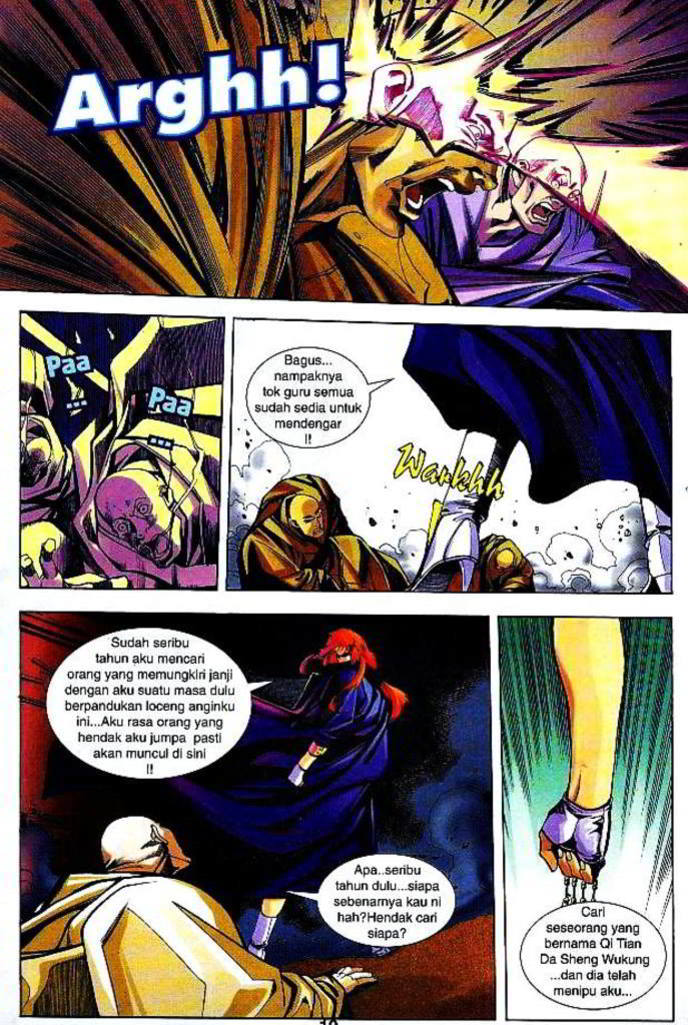 Arghh!
Paa
...
Paa
...
Bagus...
nampaknya
tok guru semua
sudah sedia untuk
mendengar
!!
Warkhh
Sudah seribu
tahun aku mencari
orang yang memungkiri janji
dengan aku suatu masa dulu
berpandukan loceng anginku
ini...Aku rasa orang yang
hendak aku jumpa pasti
akan muncul di sini
!!
Apa..seribu
tahun dulu...siapa
sebenarnya kau ni
hah?Hendak cari
siapa?
Cari
seseorang yang
bernama Qi Tian
Da Sheng Wukung
...dan dia telah
menipu aku...